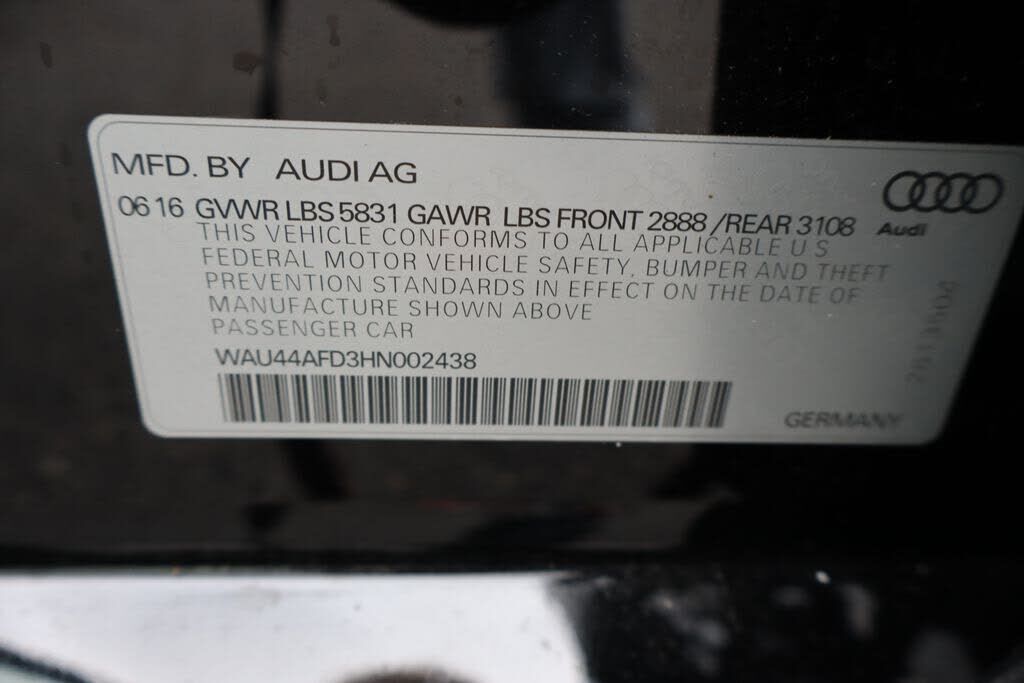 MFD. BY AUDI AG
06 16 GVWR LBS 5831 GAWR LBS FRONT 2888 /REAR 3108
Audi
THIS VEHICLE CONFORMS TO ALL APPLICABLE U S
FEDERAL MOTOR VEHICLE SAFETY, BUMPER AND THEFT
PREVENTION STANDARDS IN EFFECT ON THE DATE OF
MANUFACTURE SHOWN ABOVE
PASSENGER CAR
WAU44AFD3HN002438
GERMANY